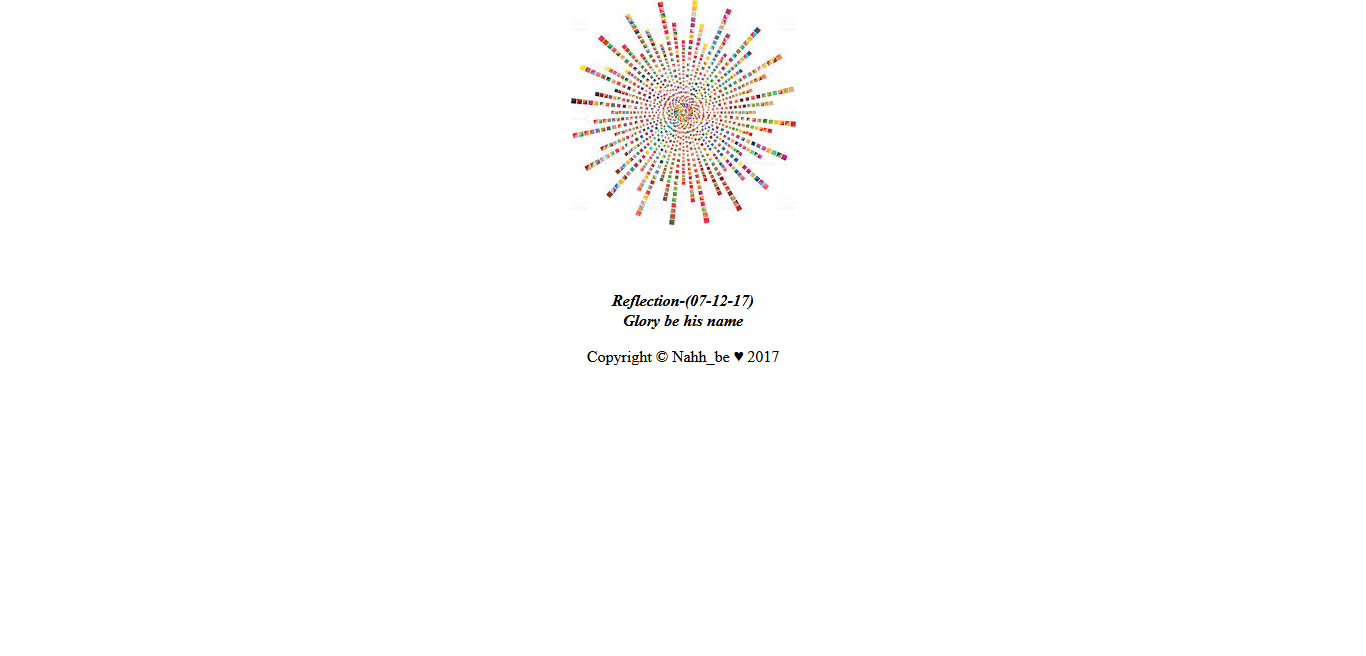 Reflection-(07-12-17)
Glory be his name
Copyright © Nahh_be ♥ 2017